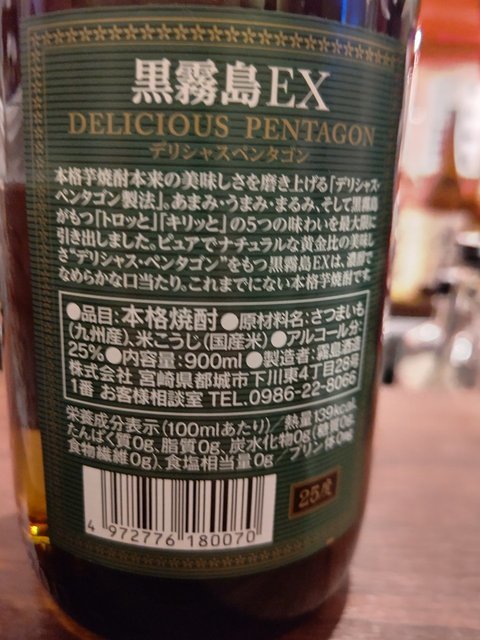 黒霧島EX
DELICIOUS PENTAGON
デリシャスペンタゴン
本格芋焼酎本来の美味しさを磨き上げる「デリシャス・
ペンタゴン製法」。あまみ・うまみ・まるみ、そして黒霧島
がもつ「トロッと」「キリッと」の5つの味わいを最大限に
引き出しました。ピュアでナチュラルな黄金比の美味し
さ"デリシャス・ペンタゴン"をもつ黒霧島EXは、濃醇で
なめらかな口当たり、これまでにない本格芋焼酎です。
●品目:本格焼酎●原材料名:さつまいも
(九州産)、米こうじ(国産米)●アルコール分:
25%●内容量:900ml●製造者:霧島酒造
株式会社 宮崎県都城市下川東4丁目28号
1番 お客様相談室 TEL.0986-22-8066
栄養成分表示(100mlあたり)/熱量139kcal、
たんぱく質0g、脂質0g、炭水化物0g(糖質0g、
食物繊維0g)、食塩相当量0g/プリン体0mg
25度
4 972776 180070